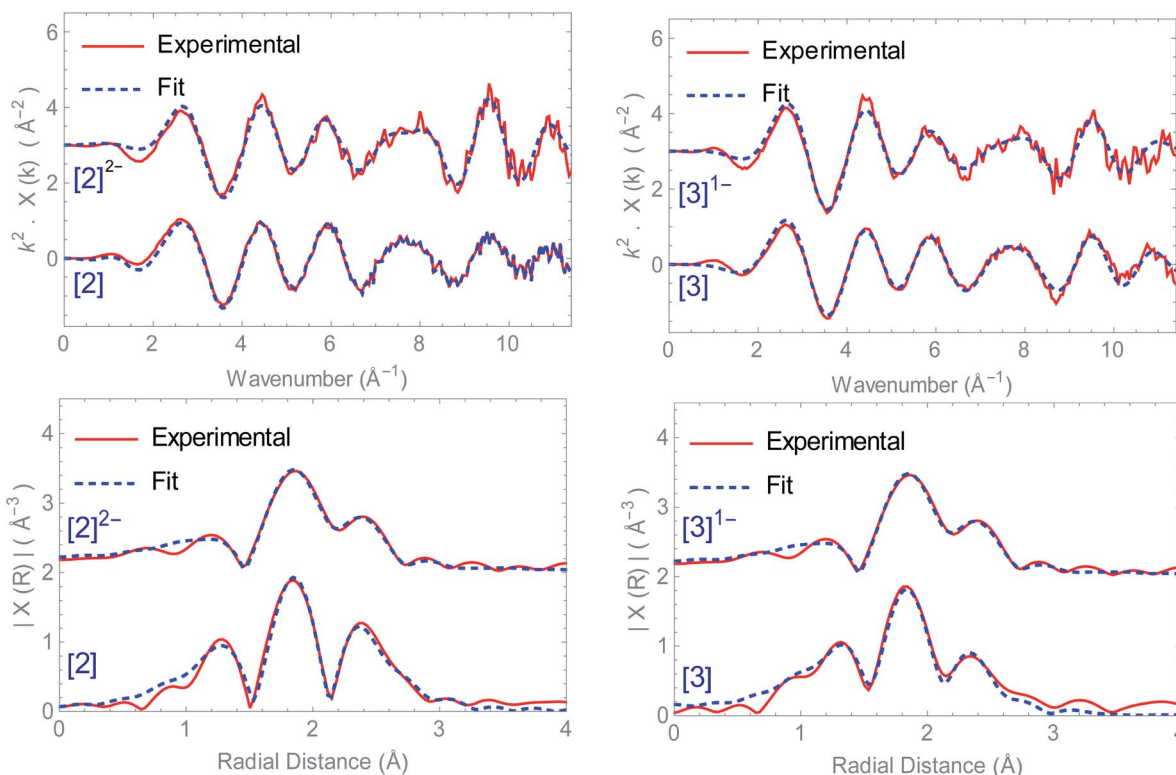 Experimental
Fit
6
4
2
0
k² . X (k) ( Å⁻²)
[2]²⁻
[2]
0 2 4 6 8 10
Wavenumber (Å⁻¹)
Experimental
Fit
6
4
2
0
k² . X (k) ( Å⁻²)
[3]¹⁻
[3]
0 2 4 6 8 10
Wavenumber (Å⁻¹)
Experimental
Fit
4
3
2
1
0
| X (R) | ( Å⁻³)
[2]²⁻
[2]
0 1 2 3 4
Radial Distance (Å)
Experimental
Fit
4
3
2
1
0
| X (R) | ( Å⁻³)
[3]¹⁻
[3]
0 1 2 3 4
Radial Distance (Å)